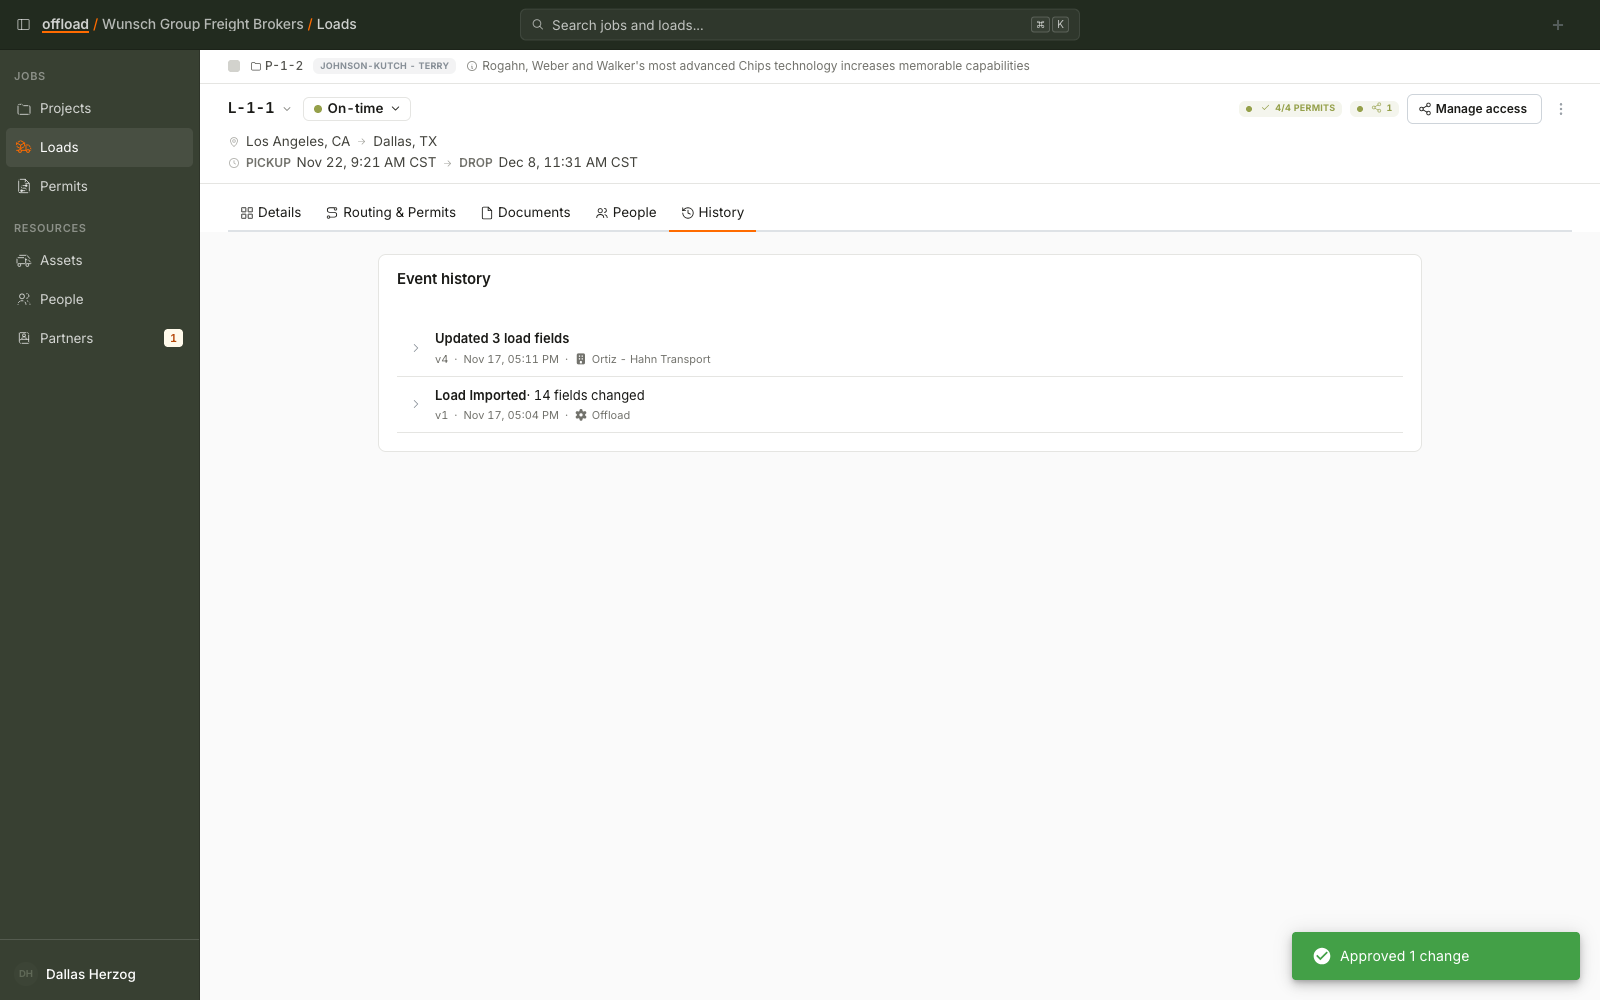 offload / Wunsch Group Freight Brokers / Loads
Search jobs and loads...
⌘ K
JOBS
Projects
Loads
Permits
RESOURCES
Assets
People
Partners
1
DH
Dallas Herzog
P-1-2
JOHNSON-KUTCH - TERRY
Rogahn, Weber and Walker's most advanced Chips technology increases memorable capabilities
L-1-1
On-time
4/4 PERMITS
1
Manage access
Los Angeles, CA → Dallas, TX
PICKUP Nov 22, 9:21 AM CST → DROP Dec 8, 11:31 AM CST
Details
Routing & Permits
Documents
People
History
Event history
Updated 3 load fields
v4 · Nov 17, 05:11 PM · Ortiz - Hahn Transport
Load Imported· 14 fields changed
v1 · Nov 17, 05:04 PM · Offload
Approved 1 change